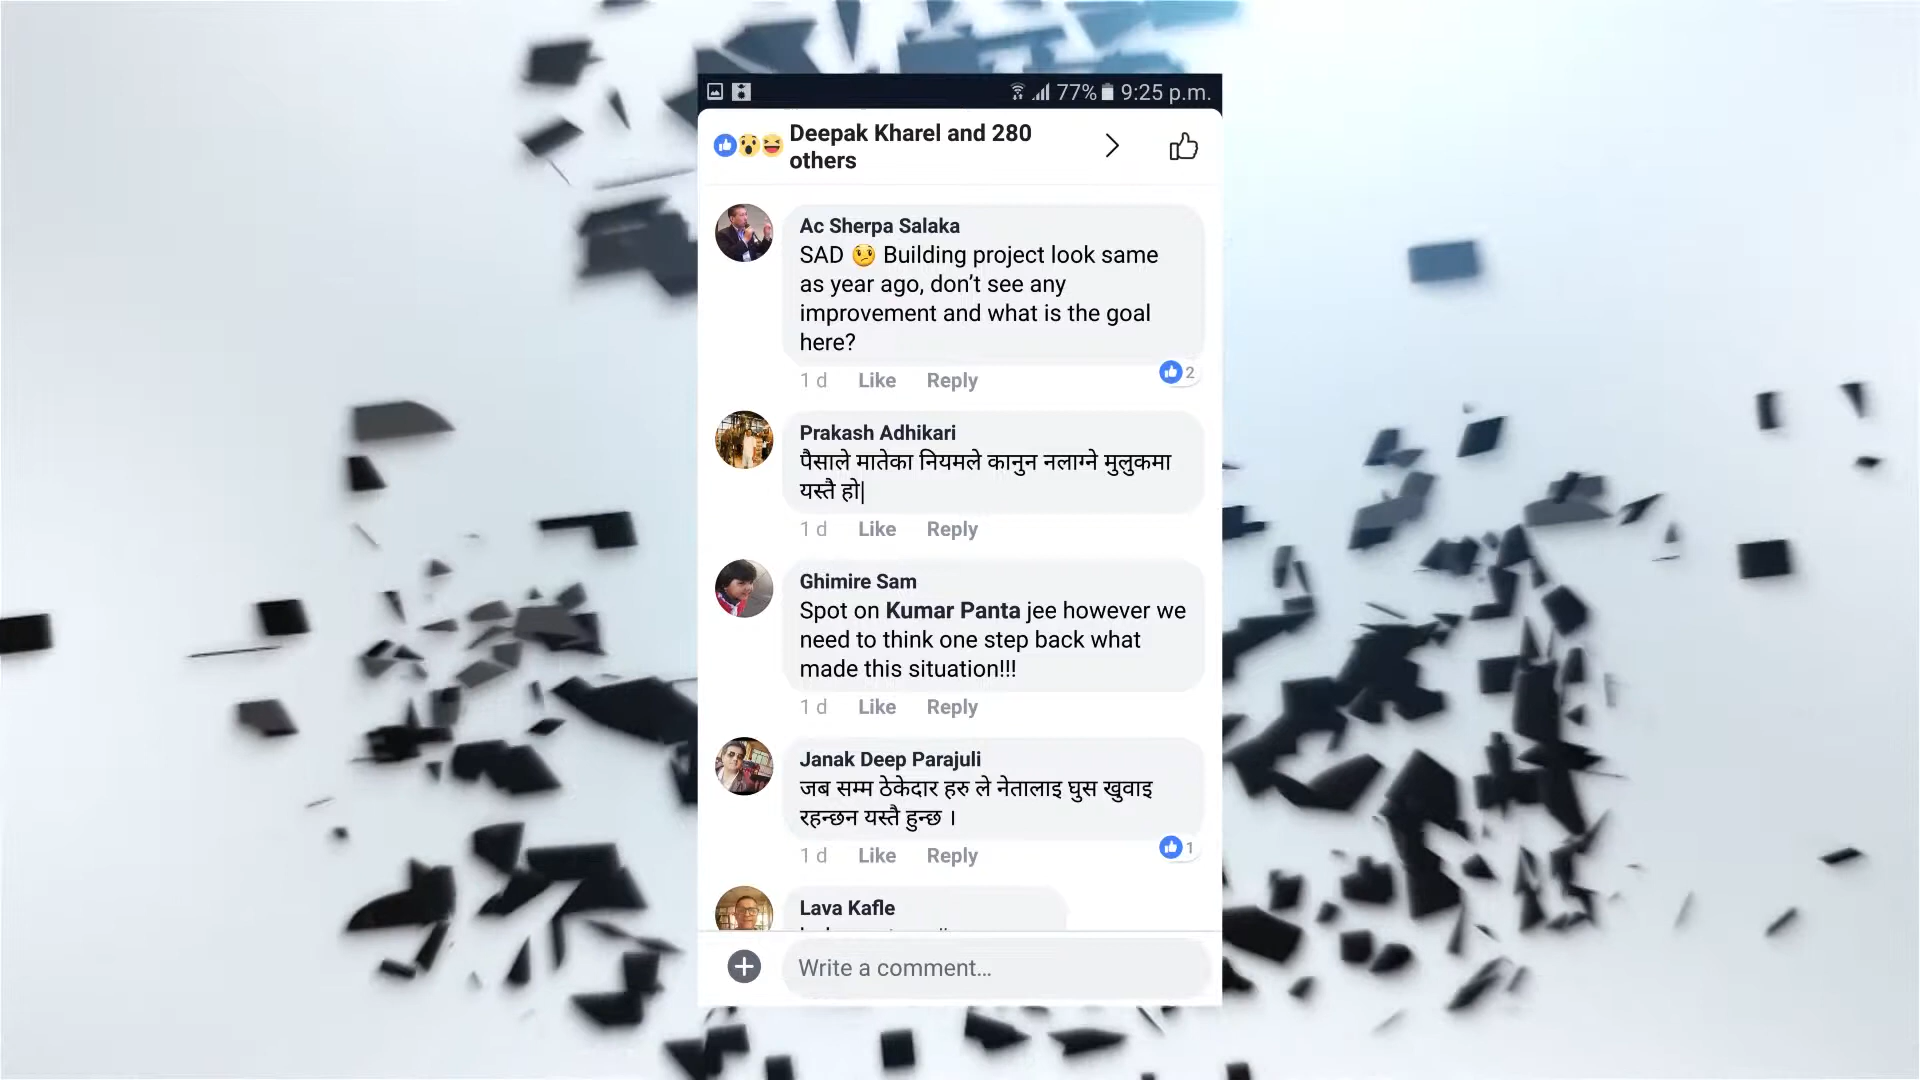 77% 9:25 p.m.
Deepak Kharel and 280
others
Ac Sherpa Salaka
SAD 😞 Building project look same
as year ago, don’t see any
improvement and what is the goal
here?
1 d Like Reply 2
Prakash Adhikari
पैसाले मातेका नियमले कानुन नलाग्ने मुलुकमा
यस्तै हो|
1 d Like Reply
Ghimire Sam
Spot on Kumar Panta jee however we
need to think one step back what
made this situation!!!
1 d Like Reply
Janak Deep Parajuli
जब सम्म ठेकेदार हरु ले नेतालाइ घुस खुवाइ
रहन्छन यस्तै हुन्छ ।
1 d Like Reply 1
Lava Kafle
Write a comment...